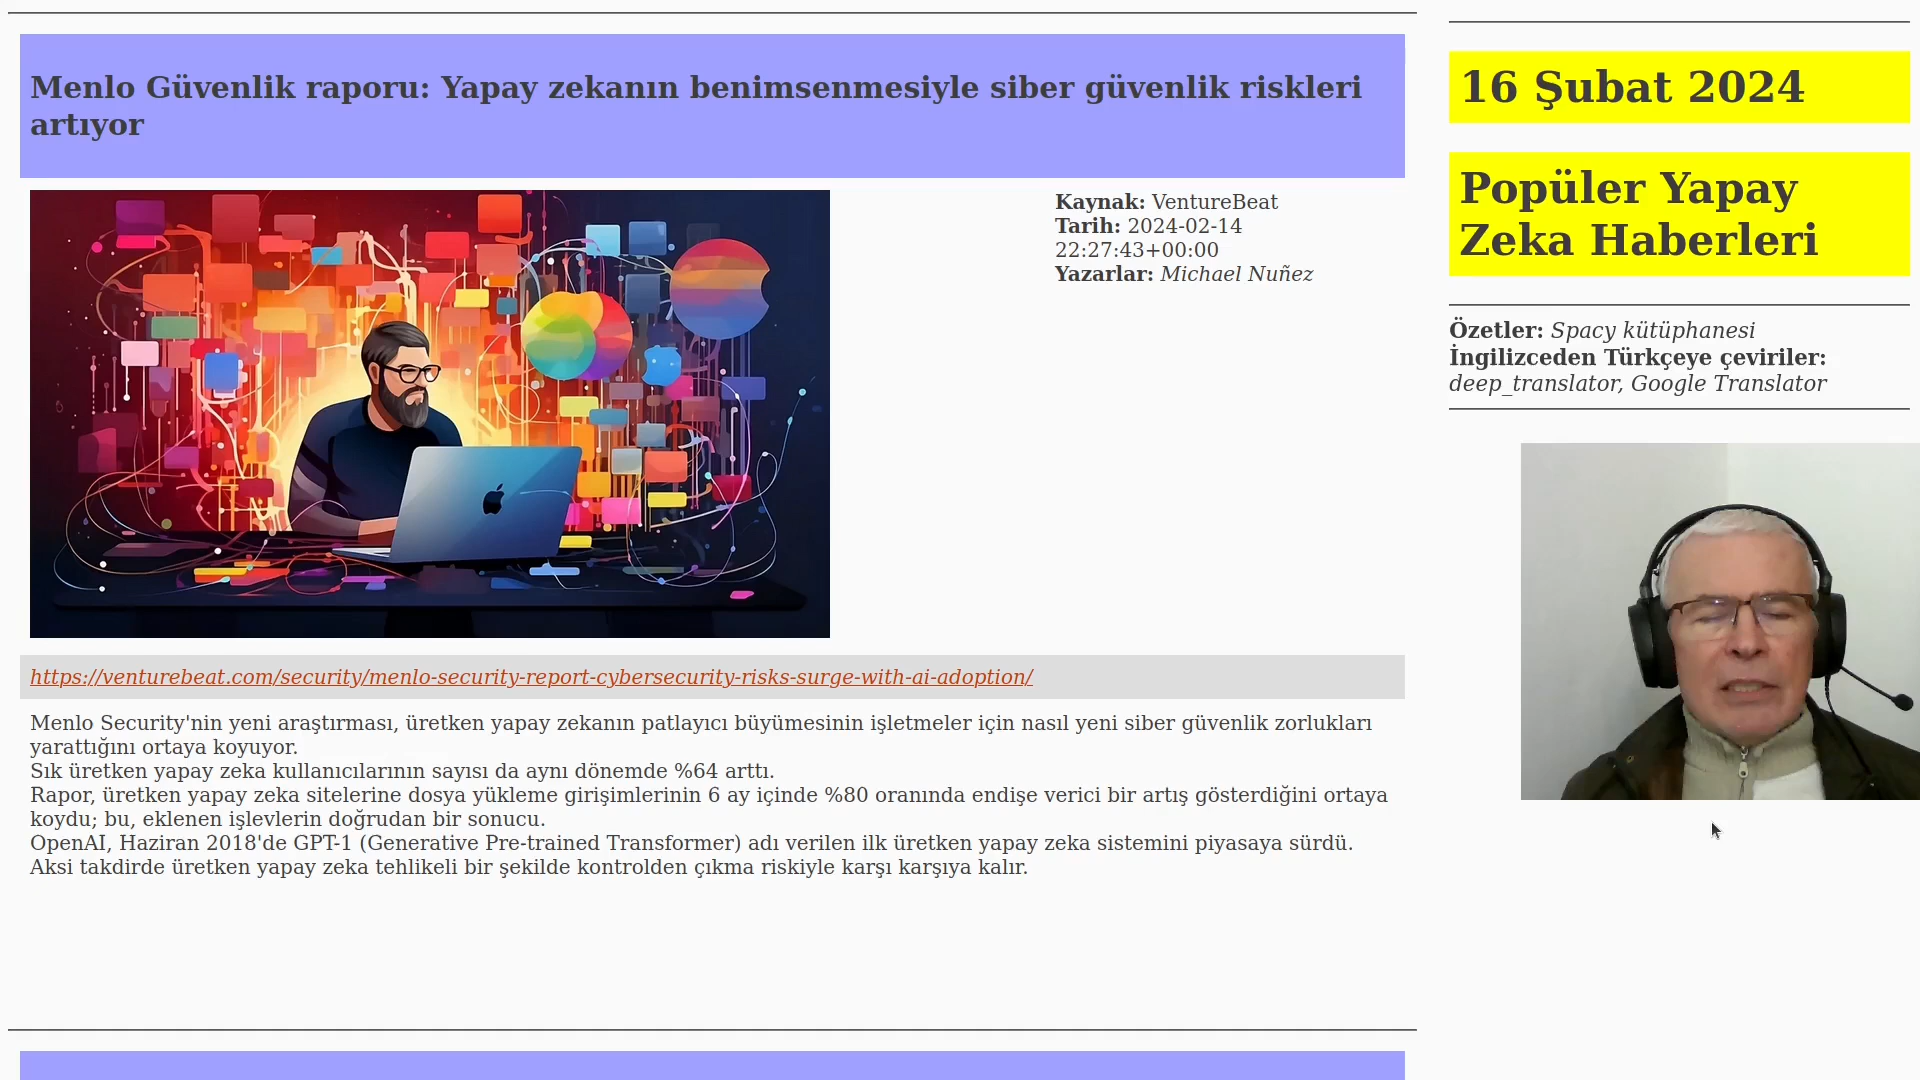 Menlo Güvenlik raporu: Yapay zekanın benimsenmesiyle siber güvenlik riskleri
artıyor
Kaynak: VentureBeat
Tarih: 2024-02-14
22:27:43+00:00
Yazarlar: Michael Nuñez
https://venturebeat.com/security/menlo-security-report-cybersecurity-risks-surge-with-ai-adoption/
Menlo Security'nin yeni araştırması, üretken yapay zekanın patlayıcı büyümesinin işletmeler için nasıl yeni siber güvenlik zorlukları
yarattığını ortaya koyuyor.
Sık üretken yapay zeka kullanıcılarının sayısı da aynı dönemde %64 arttı.
Rapor, üretken yapay zeka sitelerine dosya yükleme girişimlerinin 6 ay içinde %80 oranında endişe verici bir artış gösterdiğini ortaya
koydu; bu, eklenen işlevlerin doğrudan bir sonucu.
OpenAI, Haziran 2018'de GPT-1 (Generative Pre-trained Transformer) adı verilen ilk üretken yapay zeka sistemini piyasaya sürdü.
Aksi takdirde üretken yapay zeka tehlikeli bir şekilde kontrolden çıkma riskiyle karşı karşıya kalır.
16 Şubat 2024
Popüler Yapay
Zeka Haberleri
Özetler: Spacy kütüphanesi
İngilizceden Türkçeye çeviriler:
deep_translator, Google Translator